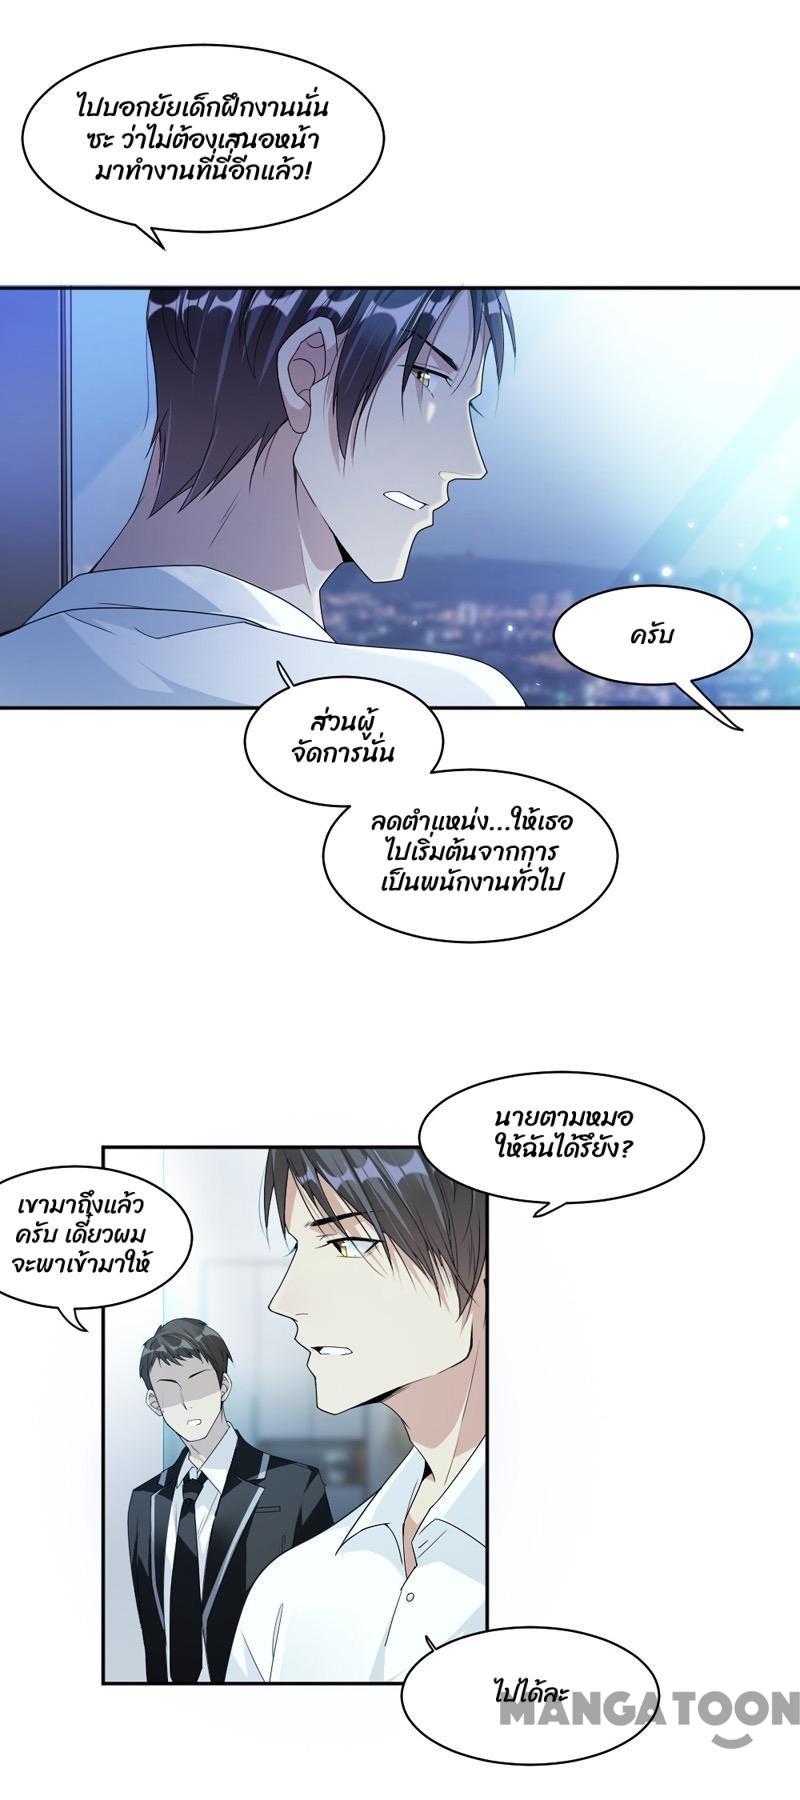 ไปบอกยัยเด็กฝึกงานนั่น
ซะ ว่าไม่ต้องเสนอหน้า
มาทำงานที่นี่อีกแล้ว!
ครับ
ส่วนผู้
จัดการนั่น
ลดตำแหน่ง...ให้เธอ
ไปเริ่มต้นจากการ
เป็นพนักงานทั่วไป
นายตามหมอ
ให้ฉันได้รึยัง?
เขามาถึงแล้ว
ครับ เดี๋ยวผม
จะพาเข้ามาให้
ไปได้ละ
MANGATOON